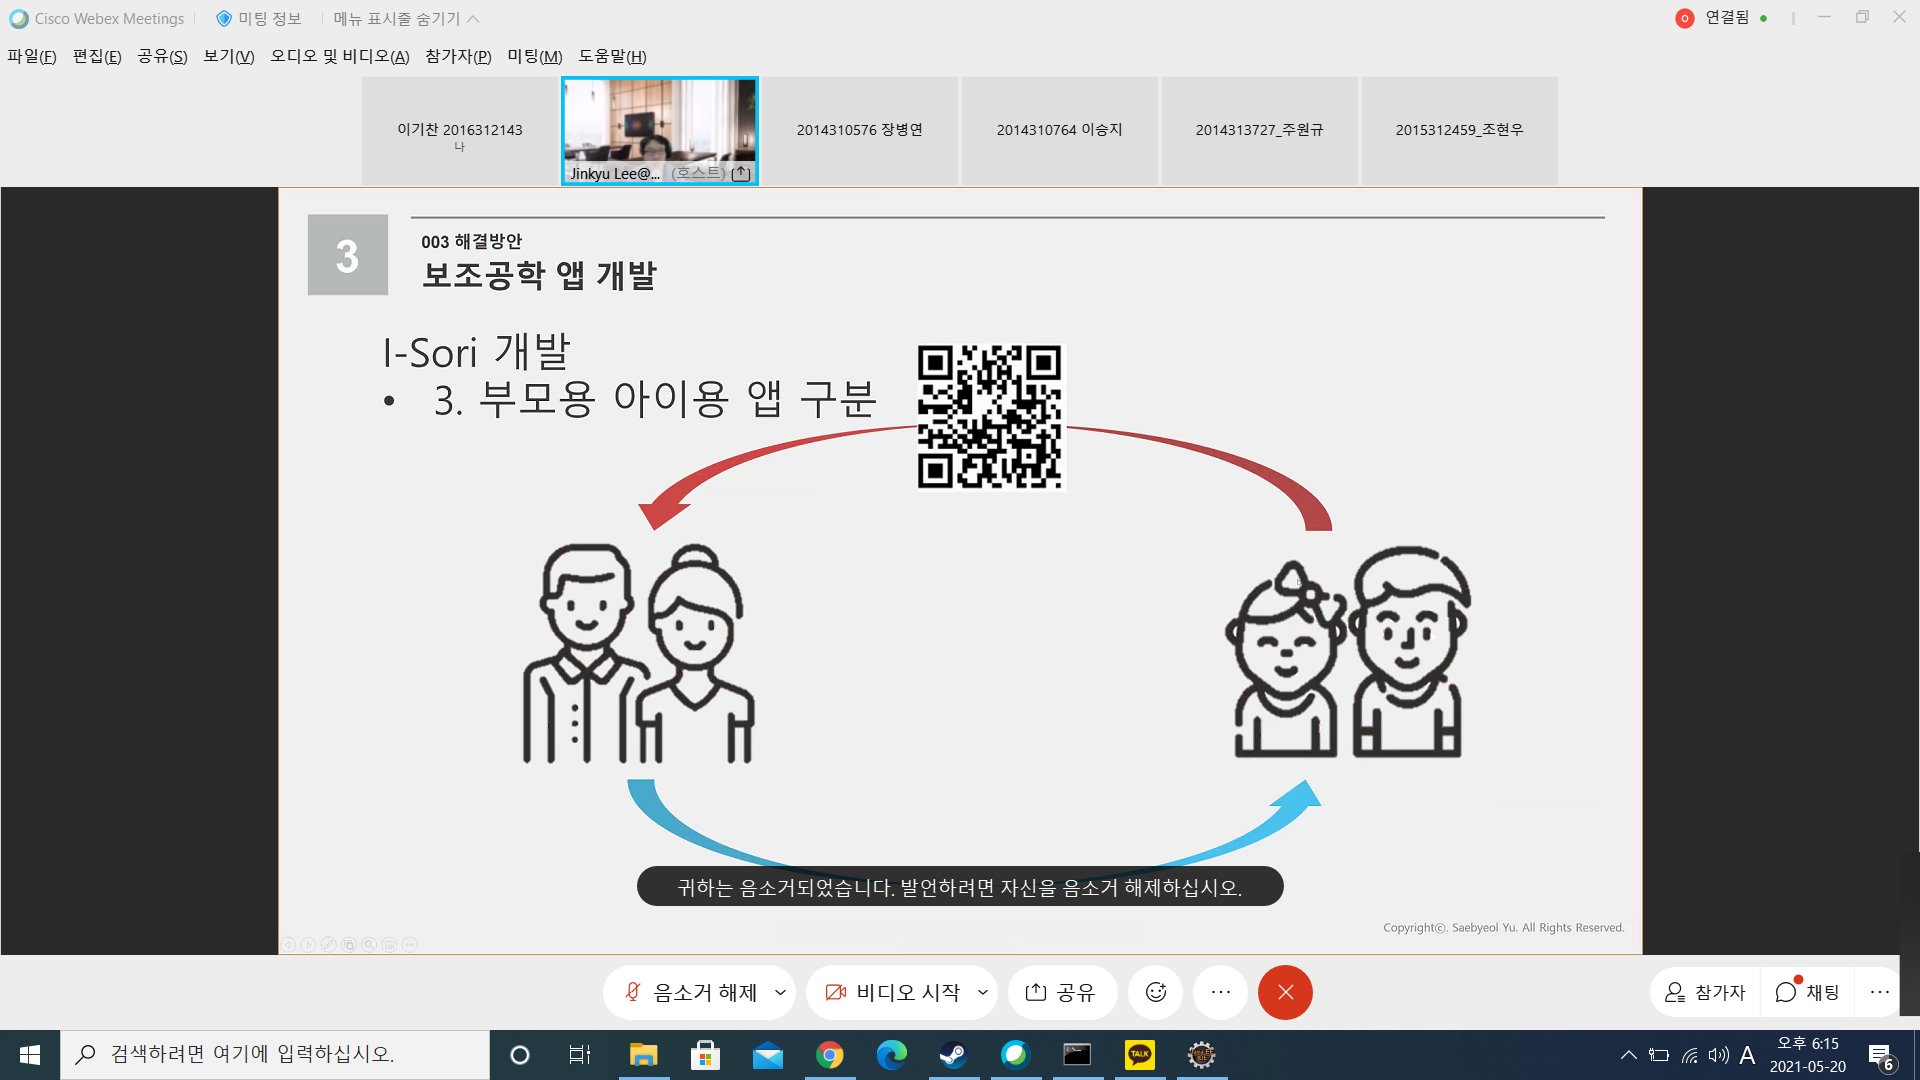 Cisco Webex Meetings
미팅 정보
메뉴 표시줄 숨기기
연결됨
파일(F) 편집(E) 공유(S) 보기(V) 오디오 및 비디오(A) 참가자(P) 미팅(M) 도움말(H)
이기찬 2016312143
나
Jinkyu Lee@... (호스트)
2014310576 장병연
2014310764 이승지
2014313727_주원규
2015312459_조현우
3
003 해결방안
보조공학 앱 개발
I-Sori 개발
• 3. 부모용 아이용 앱 구분
귀하는 음소거되었습니다. 발언하려면 자신을 음소거 해제하십시오.
Copyrightⓒ. Saebyeol Yu. All Rights Reserved.
음소거 해제
비디오 시작
공유
참가자
채팅
검색하려면 여기에 입력하십시오.
TALK
A
오후 6:15
2021-05-20
6